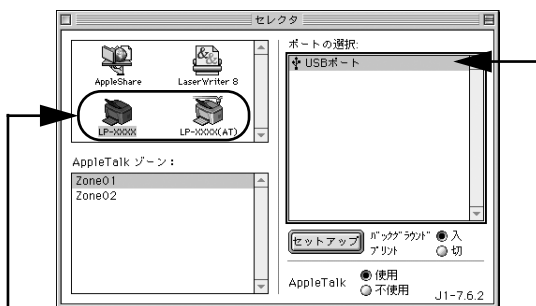 セレクタ
AppleShare
LaserWriter 8
LP-XXXX
LP-XXXX(AT)
AppleTalk ゾーン：
Zone01
Zone02
ポートの選択:
USBポート
セットアップ
バックグラウンド
プリント
入
切
AppleTalk
使用
不使用
J1-7.6.2